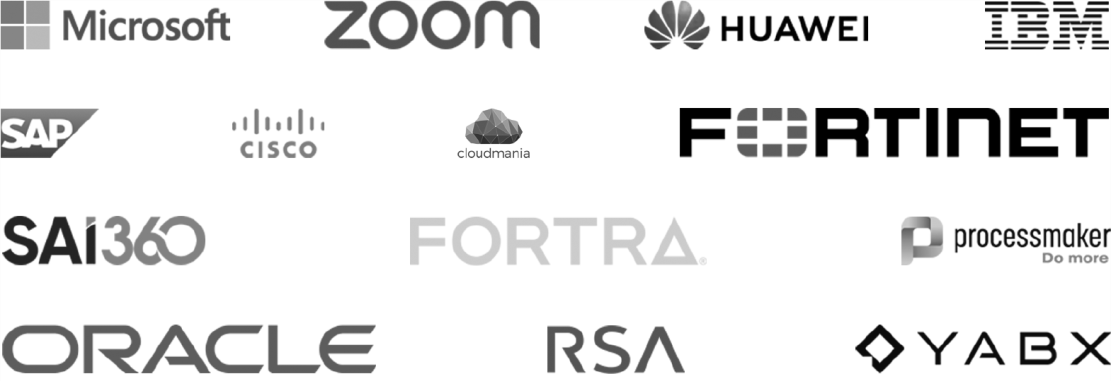 Microsoft zoom HUAWEI IBM
SAP CISCO cloudmania FORTINET
SAI360 FORTRA® processmaker
Do more
ORACLE RSA YABX